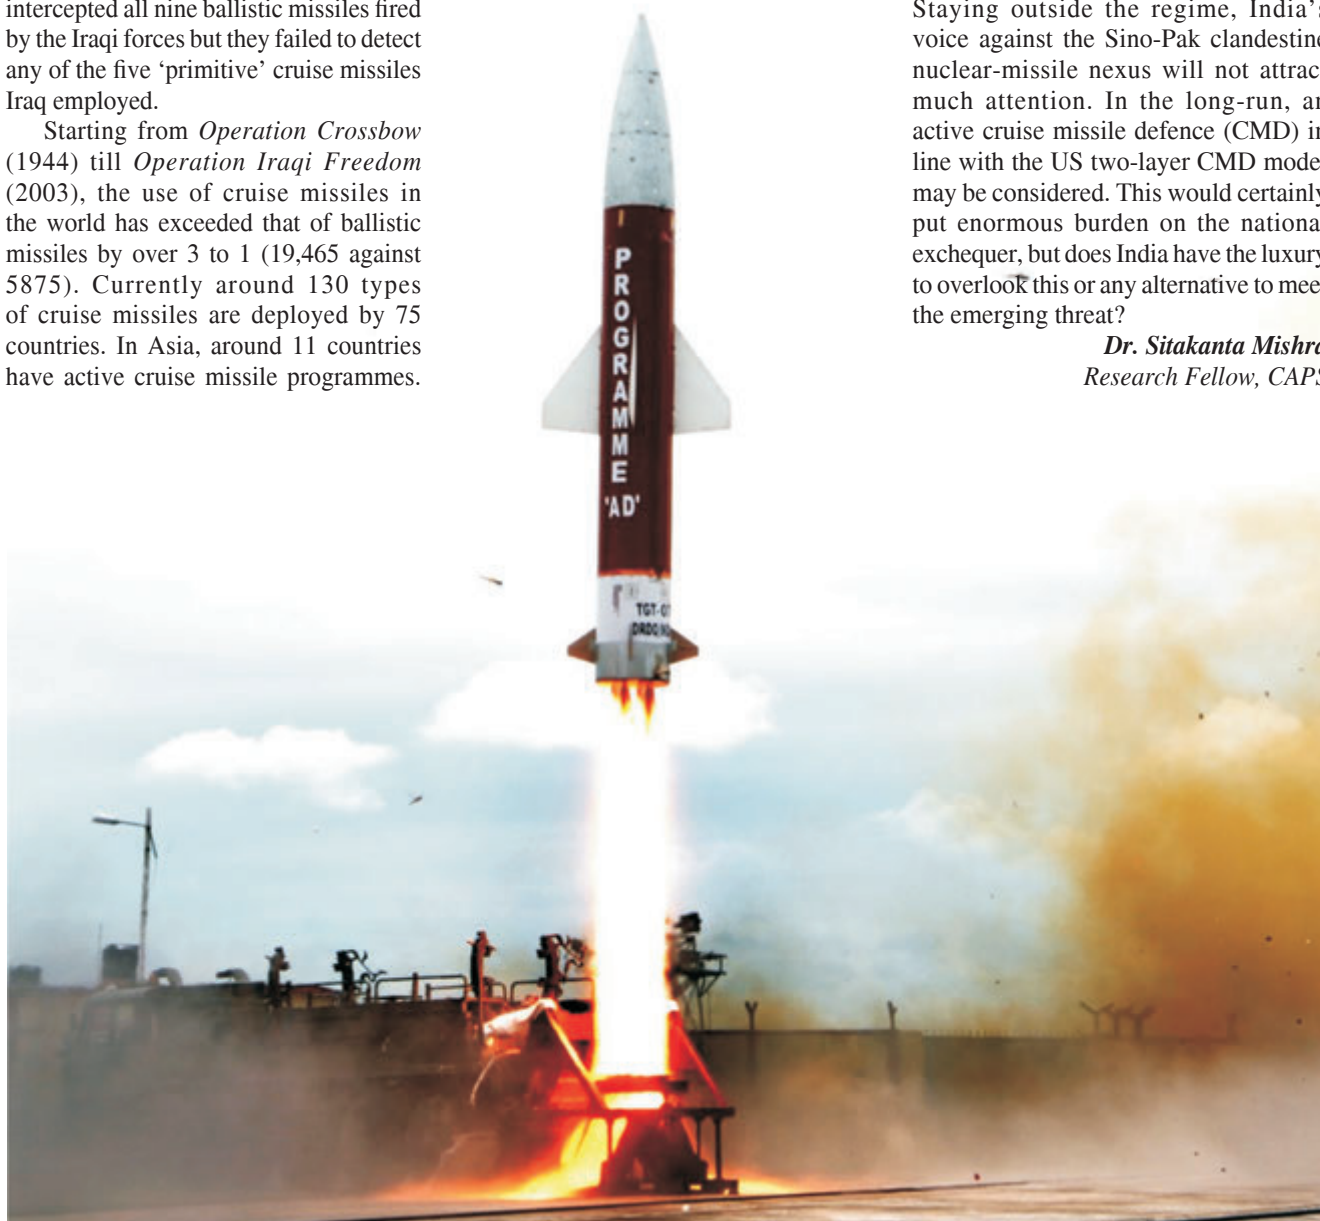 intercepted all nine ballistic missiles fired
by the Iraqi forces but they failed to detect
any of the five ‘primitive’ cruise missiles
Iraq employed.
Starting from Operation Crossbow
(1944) till Operation Iraqi Freedom
(2003), the use of cruise missiles in
the world has exceeded that of ballistic
missiles by over 3 to 1 (19,465 against
5875). Currently around 130 types
of cruise missiles are deployed by 75
countries. In Asia, around 11 countries
have active cruise missile programmes.
PROGRAMME
'AD'
TGT-
DRDO
Staying outside the regime, India’s
voice against the Sino-Pak clandestine
nuclear-missile nexus will not attrac
much attention. In the long-run, an
active cruise missile defence (CMD) in
line with the US two-layer CMD mode
may be considered. This would certainly
put enormous burden on the nationa
exchequer, but does India have the luxury
to overlook this or any alternative to mee
the emerging threat?
Dr. Sitakanta Mishra
Research Fellow, CAPS